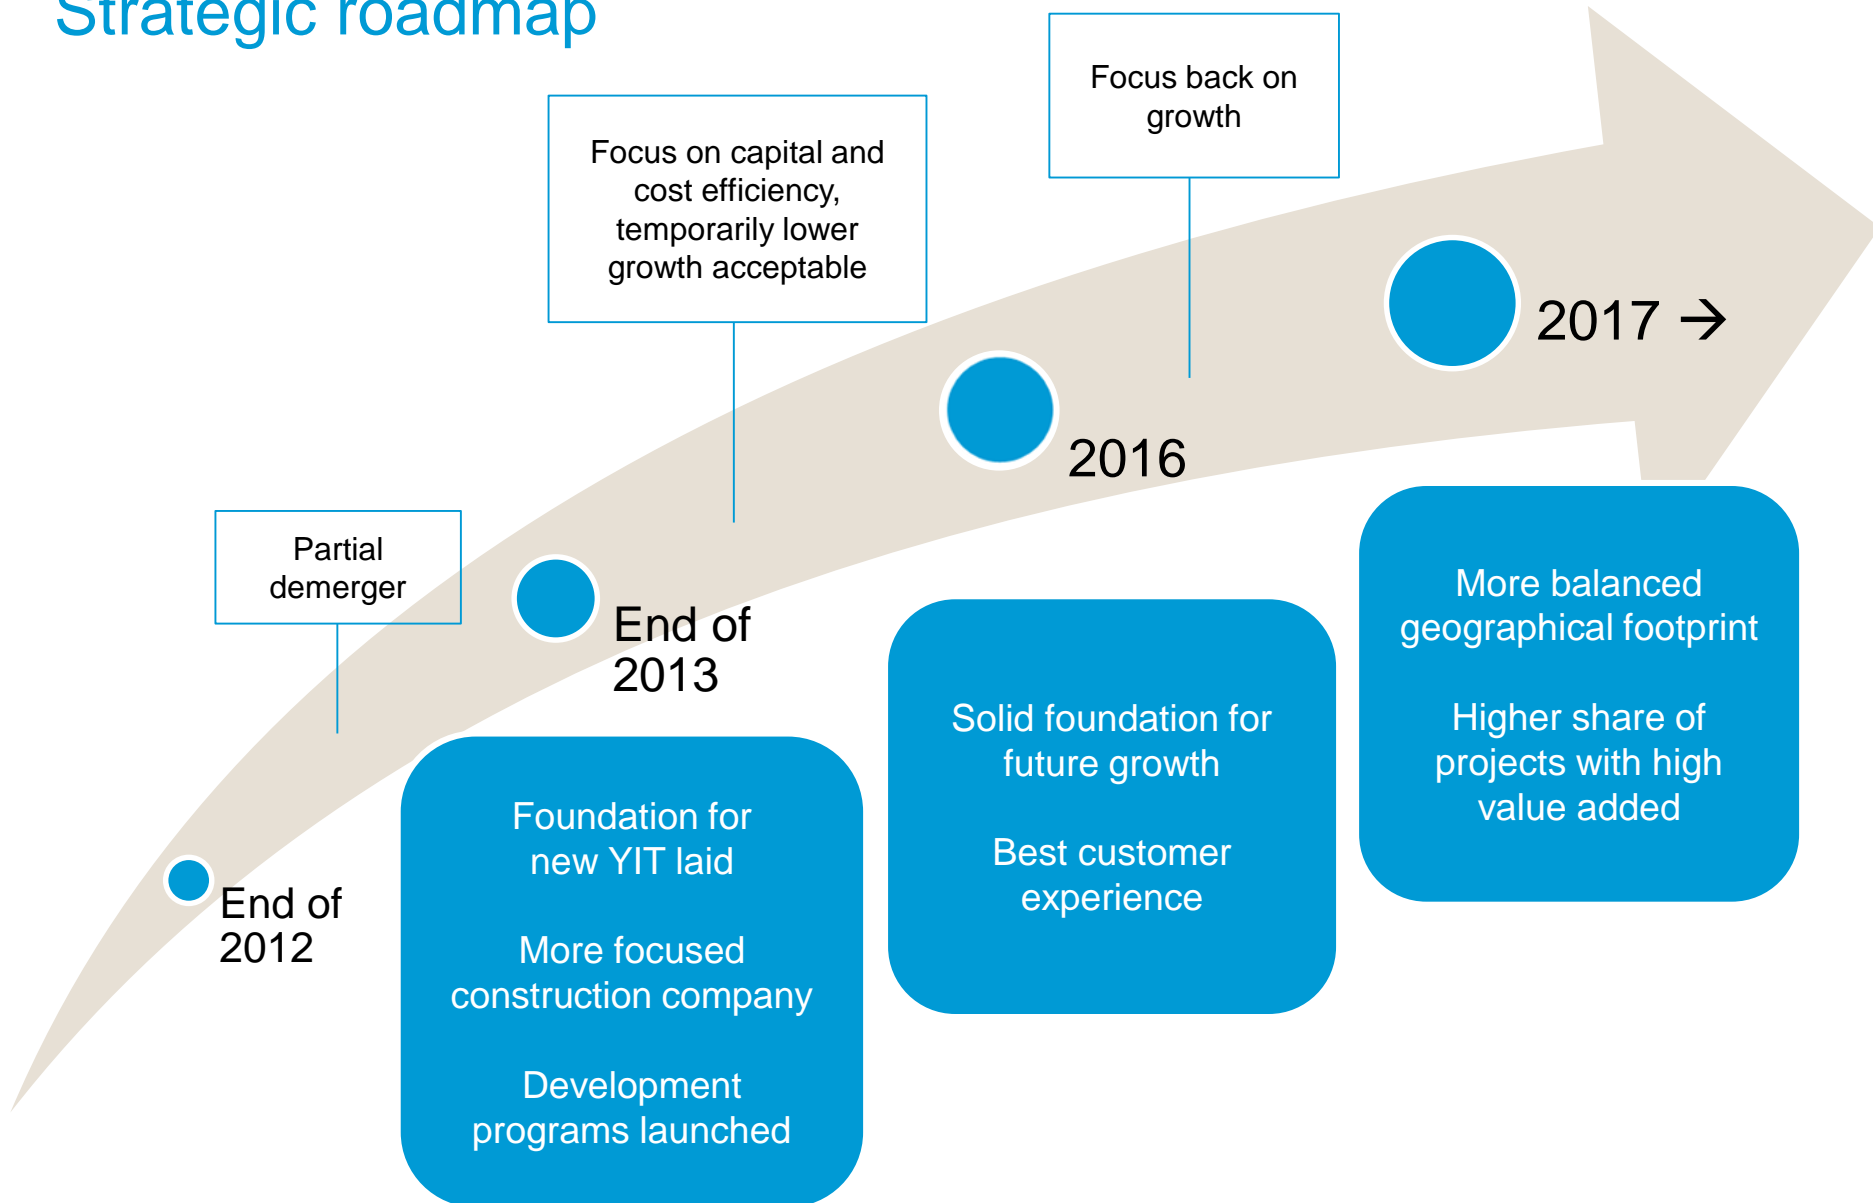 Strategic roadmap
Focus back on
growth
Focus on capital and
cost efficiency,
temporarily lower
growth acceptable
2017 →
2016
Partial
demerger
End of
2013
End of
2012
More balanced
geographical footprint
Higher share of
projects with high
value added
Solid foundation for
future growth
Best customer
experience
Foundation for
new YIT laid
More focused
construction company
Development
programs launched